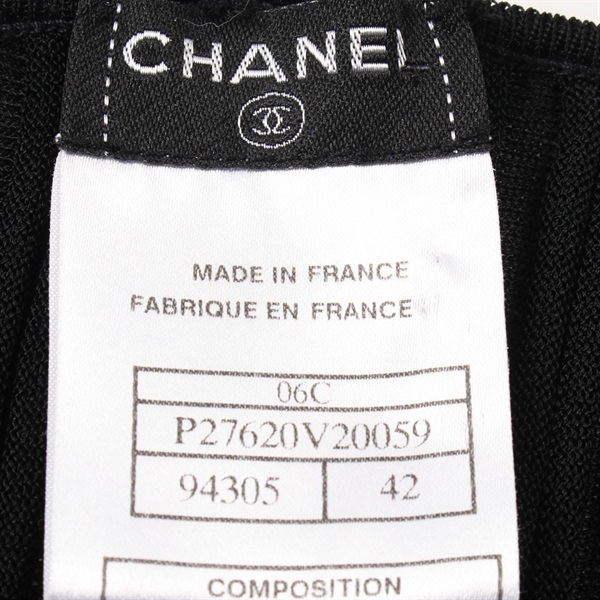 CHANEL
MADE IN FRANCE
FABRIQUE EN FRANCE
06C
P27620V20059
94305 42
COMPOSITION